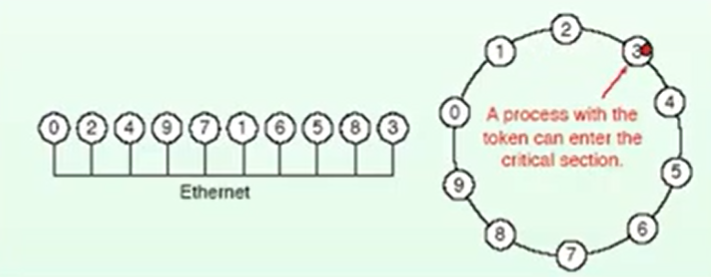 0 2 4 9 7 1 6 5 8 3
Ethernet
2
1
3
4
0
A process with the
token can enter the
critical section.
5
9
6
8
7